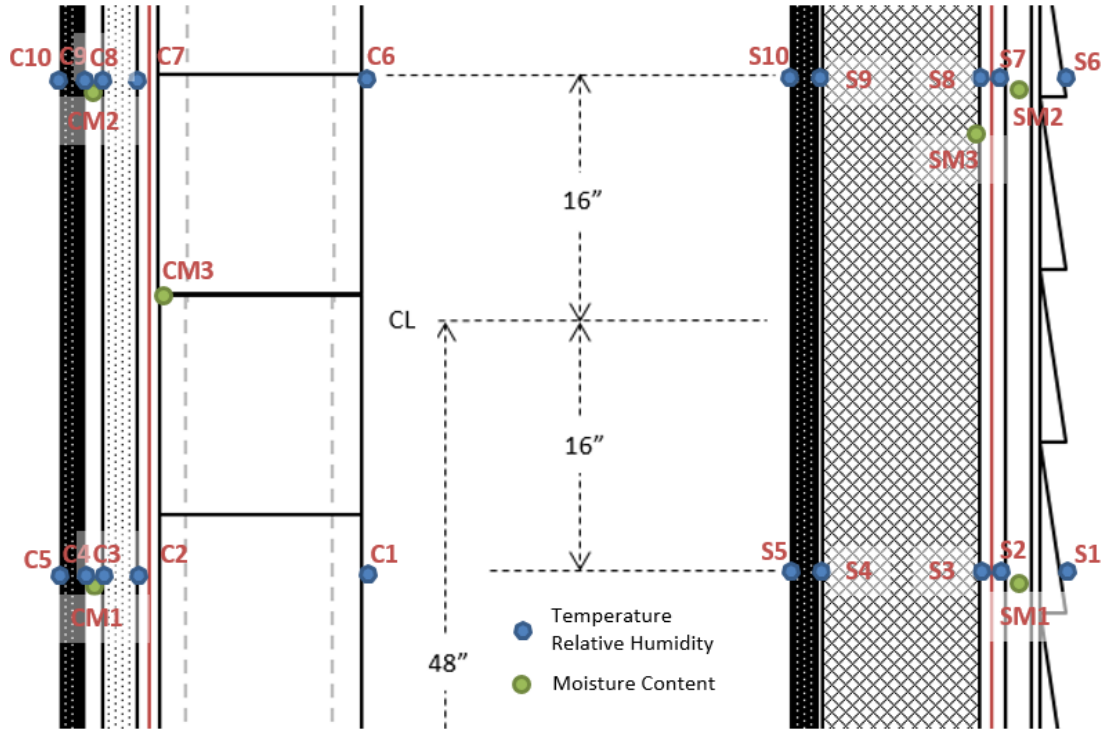 C10 C9 C8 C7 C6 S10 S9 S8 S7 S6
CM2 SM2
SM3
16”
CM3
CL
16”
C5 C4 C3 C2 C1 S5 S4 S3 S2 S1
CM1 SM1
Temperature
Relative Humidity
48”
Moisture Content